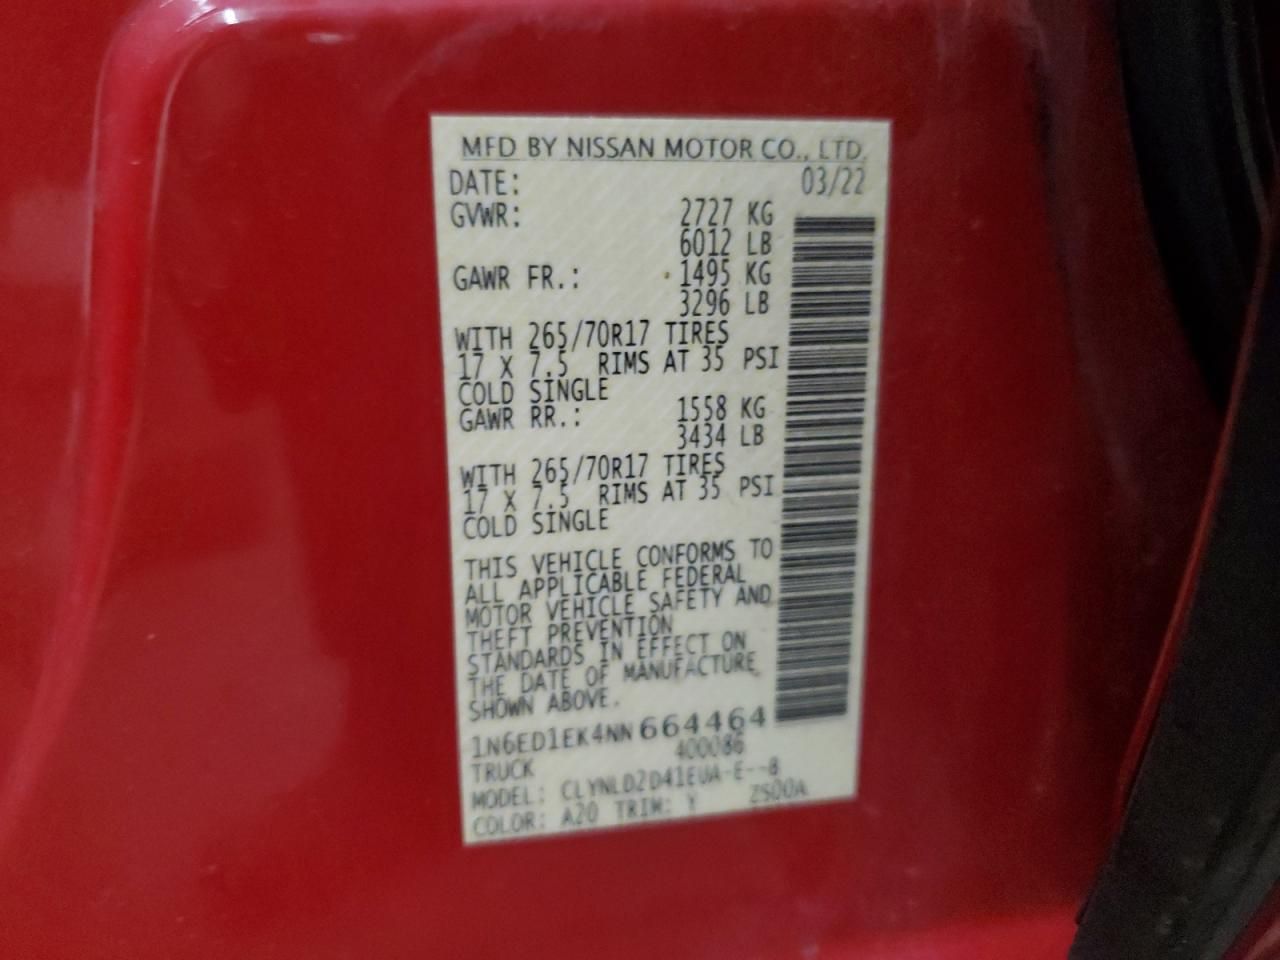 MFD BY NISSAN MOTOR CO., LTD.
DATE: 03/22
GVWR: 2727 KG
6012 LB
GAWR FR.: 1495 KG
3296 LB
WITH 265/70R17 TIRES
17 X 7.5 RIMS AT 35 PSI
COLD SINGLE
GAWR RR.: 1558 KG
3434 LB
WITH 265/70R17 TIRES
17 X 7.5 RIMS AT 35 PSI
COLD SINGLE
THIS VEHICLE CONFORMS TO
ALL APPLICABLE FEDERAL
MOTOR VEHICLE SAFETY AND
THEFT PREVENTION
STANDARDS IN EFFECT ON
THE DATE OF MANUFACTURE
SHOWN ABOVE.
1N6ED1EK4NN664464
TRUCK 400086
MODEL: CLYNLD2D41EUA-E--8
COLOR: A20 TRIM: Y ZS00A